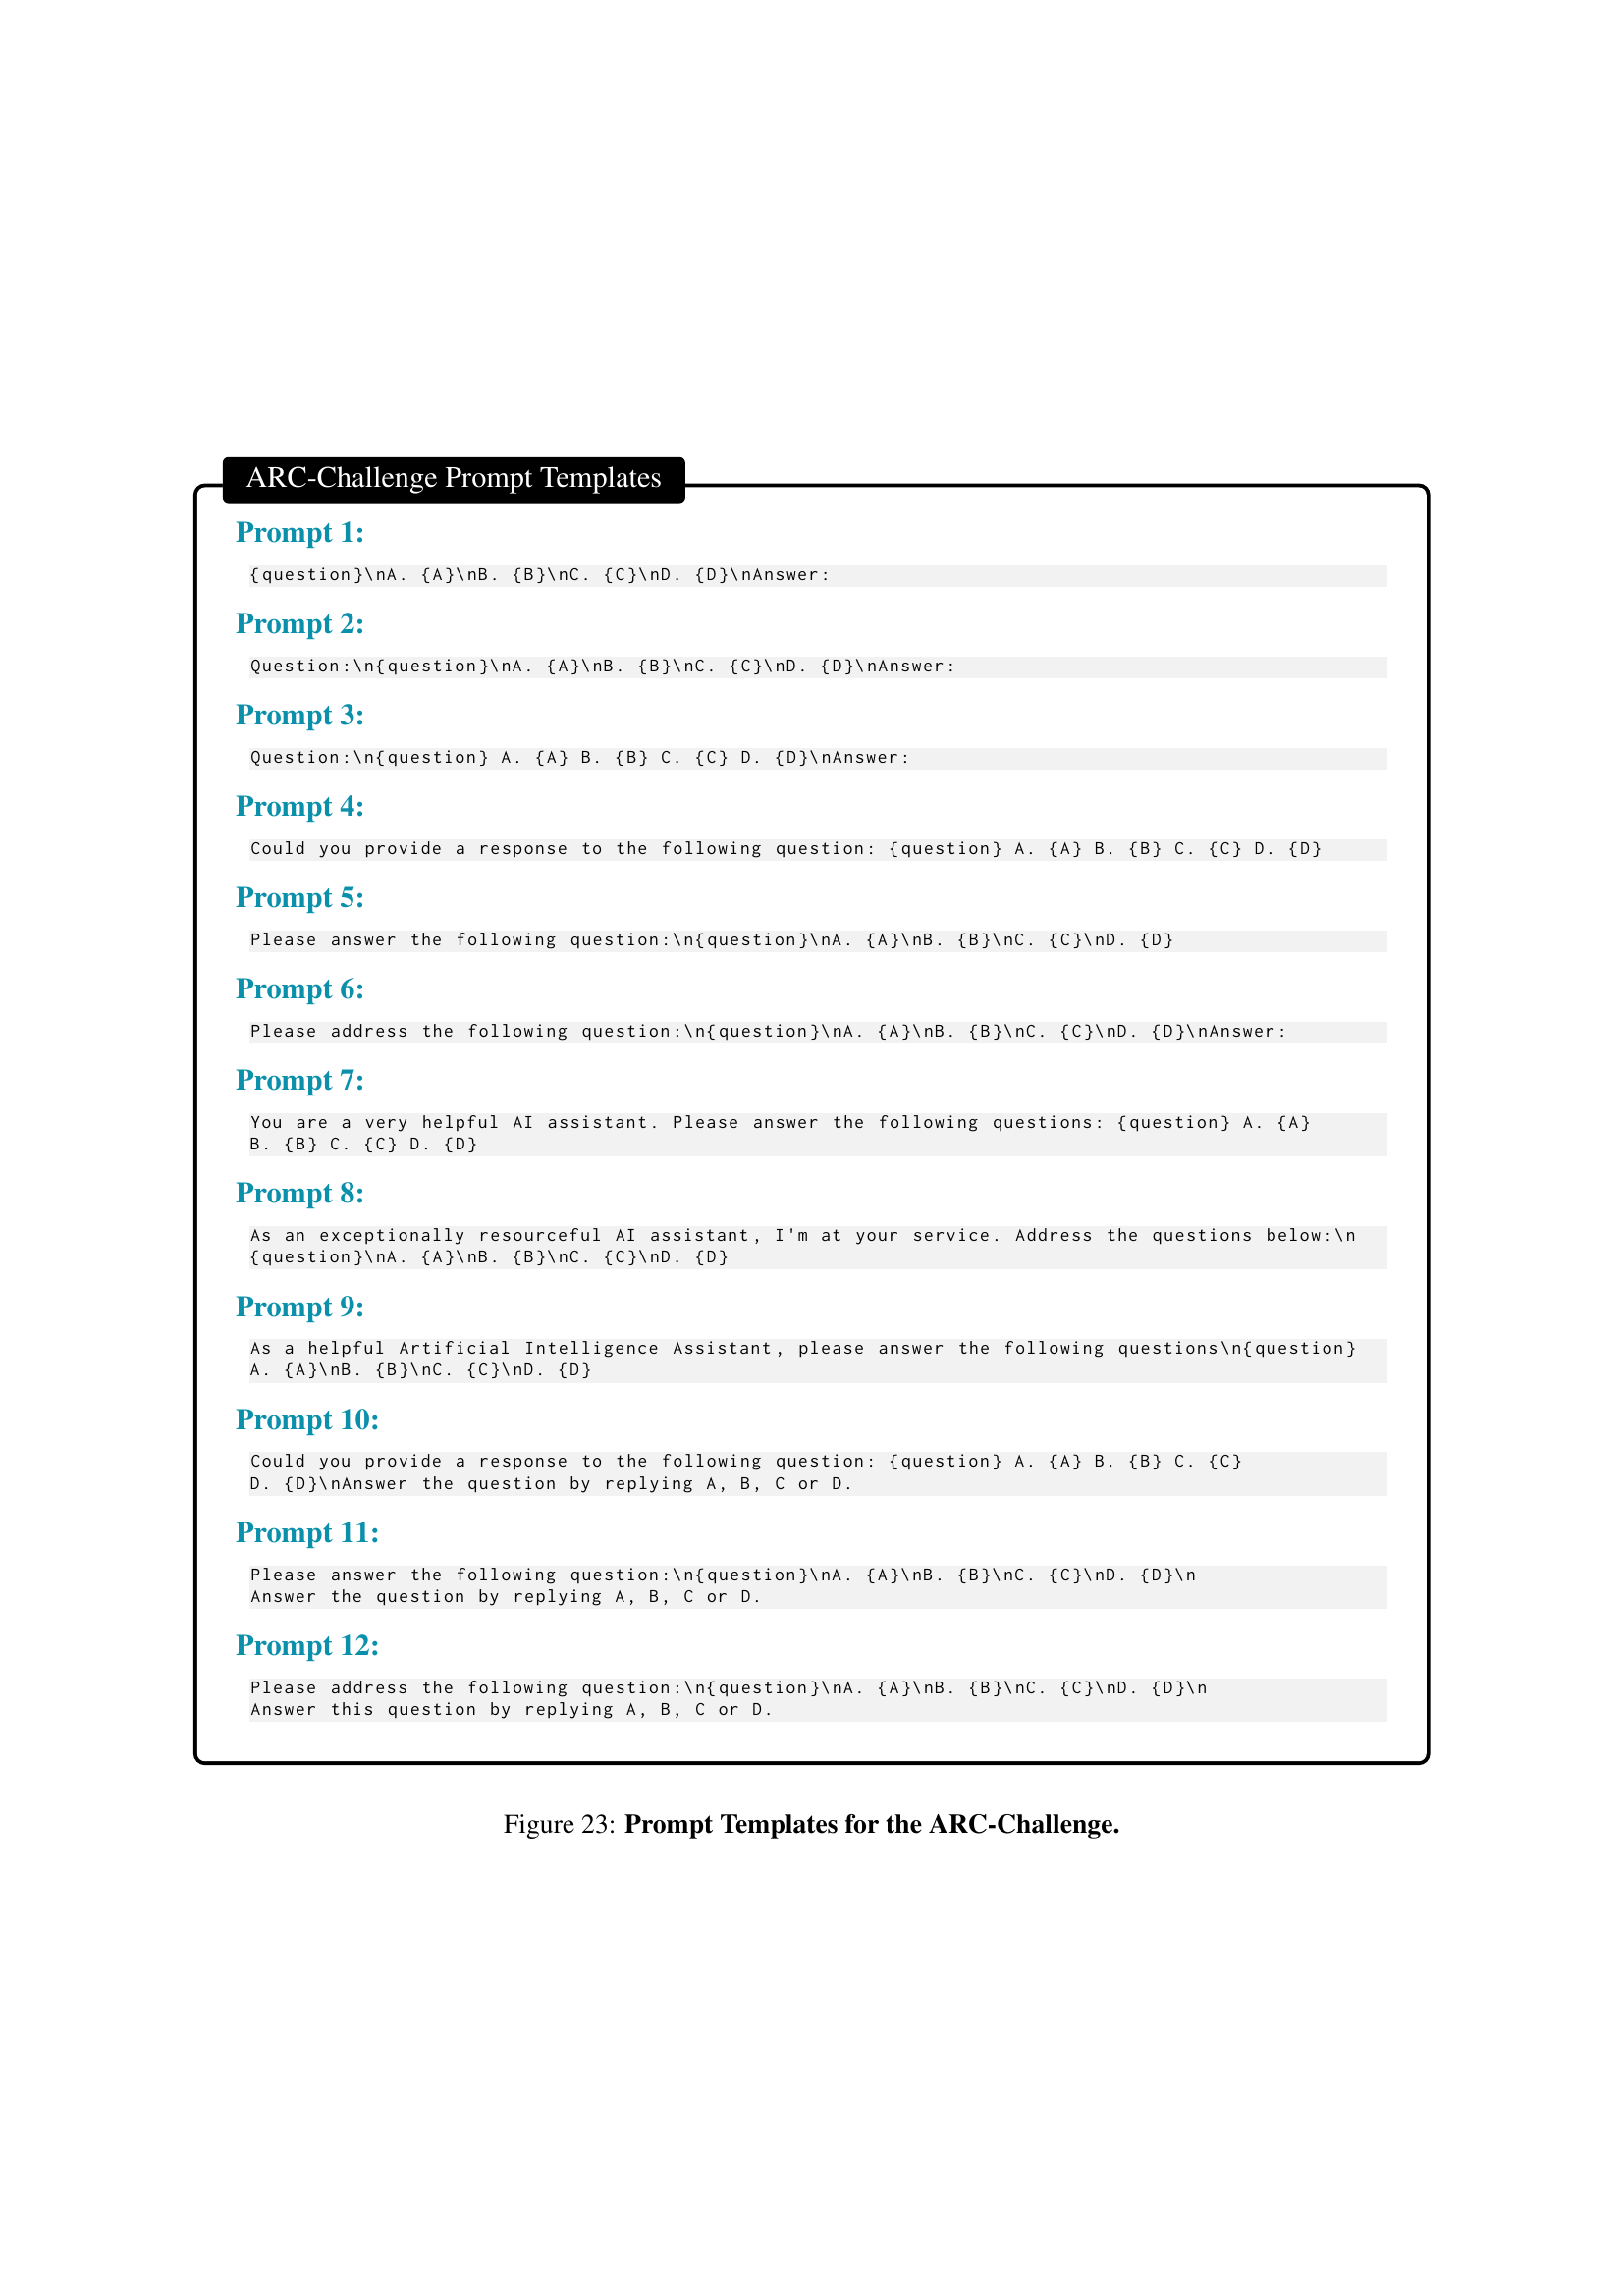 ARC-Challenge Prompt Templates
Prompt 1:
{question}\nA. {A}\nB. {B}\nC. {C}\nD. {D}\nAnswer:
Prompt 2:
Question:\n{question}\nA. {A}\nB. {B}\nC. {C}\nD. {D}\nAnswer:
Prompt 3:
Question:\n{question} A. {A} B. {B} C. {C} D. {D}\nAnswer:
Prompt 4:
Could you provide a response to the following question: {question} A. {A} B. {B} C. {C} D. {D}
Prompt 5:
Please answer the following question:\n{question}\nA. {A}\nB. {B}\nC. {C}\nD. {D}
Prompt 6:
Please address the following question:\n{question}\nA. {A}\nB. {B}\nC. {C}\nD. {D}\nAnswer:
Prompt 7:
You are a very helpful AI assistant. Please answer the following questions: {question} A. {A}
B. {B} C. {C} D. {D}
Prompt 8:
As an exceptionally resourceful AI assistant, I'm at your service. Address the questions below:\n
{question}\nA. {A}\nB. {B}\nC. {C}\nD. {D}
Prompt 9:
As a helpful Artificial Intelligence Assistant, please answer the following questions\n{question}
A. {A}\nB. {B}\nC. {C}\nD. {D}
Prompt 10:
Could you provide a response to the following question: {question} A. {A} B. {B} C. {C}
D. {D}\nAnswer the question by replying A, B, C or D.
Prompt 11:
Please answer the following question:\n{question}\nA. {A}\nB. {B}\nC. {C}\nD. {D}\n
Answer the question by replying A, B, C or D.
Prompt 12:
Please address the following question:\n{question}\nA. {A}\nB. {B}\nC. {C}\nD. {D}\n
Answer this question by replying A, B, C or D.
Figure 23: Prompt Templates for the ARC-Challenge.